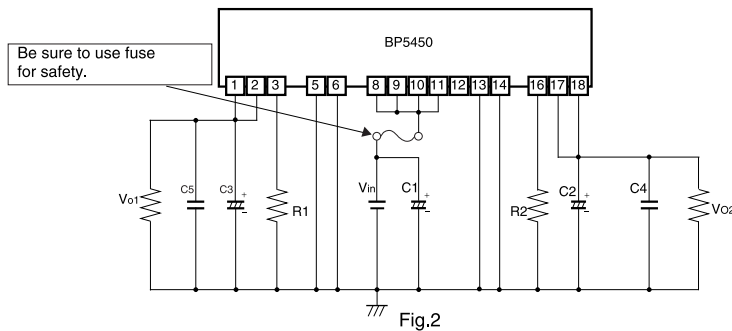 BP5450
Be sure to use fuse
for safety.
1 2 3 5 6 8 9 10 11 12 13 14 16 17 18
Vo1 C5 C3 + - R1 Vin C1 + - R2 C2 + - C4 VO2
Fig.2